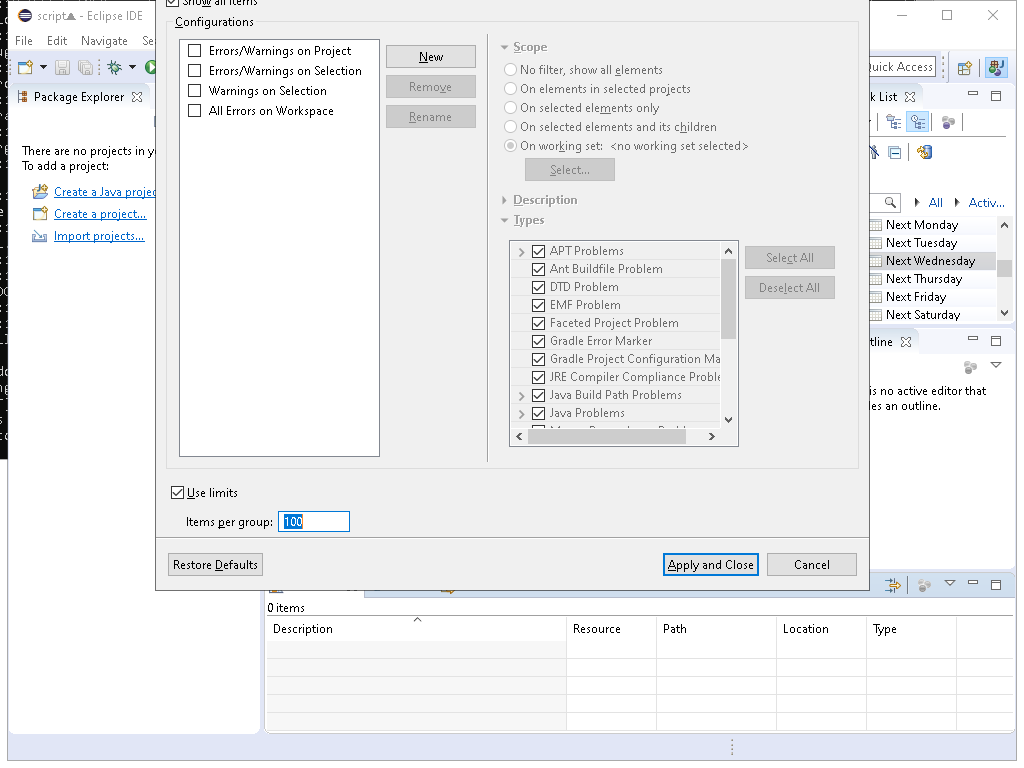 script - Eclipse IDE
Show all items
File Edit Navigate Se
Configurations
Errors/Warnings on Project
Errors/Warnings on Selection
Warnings on Selection
All Errors on Workspace
New
Remove
Rename
Scope
No filter, show all elements
On elements in selected projects
On selected elements only
On selected elements and its children
On working set: <no working set selected>
Select...
Description
Types
APT Problems
Ant Buildfile Problem
DTD Problem
EMF Problem
Faceted Project Problem
Gradle Error Marker
Gradle Project Configuration Ma
JRE Compiler Compliance Proble
Java Build Path Problems
Java Problems
Select All
Deselect All
Use limits
Items per group: 100
Restore Defaults
Apply and Close
Cancel
Package Explorer
There are no projects in y
To add a project:
Create a Java projec
Create a project...
Import projects...
Quick Access
k List
All Activ...
Next Monday
Next Tuesday
Next Wednesday
Next Thursday
Next Friday
Next Saturday
tline
is no active editor that
es an outline.
0 items
Description Resource Path Location Type